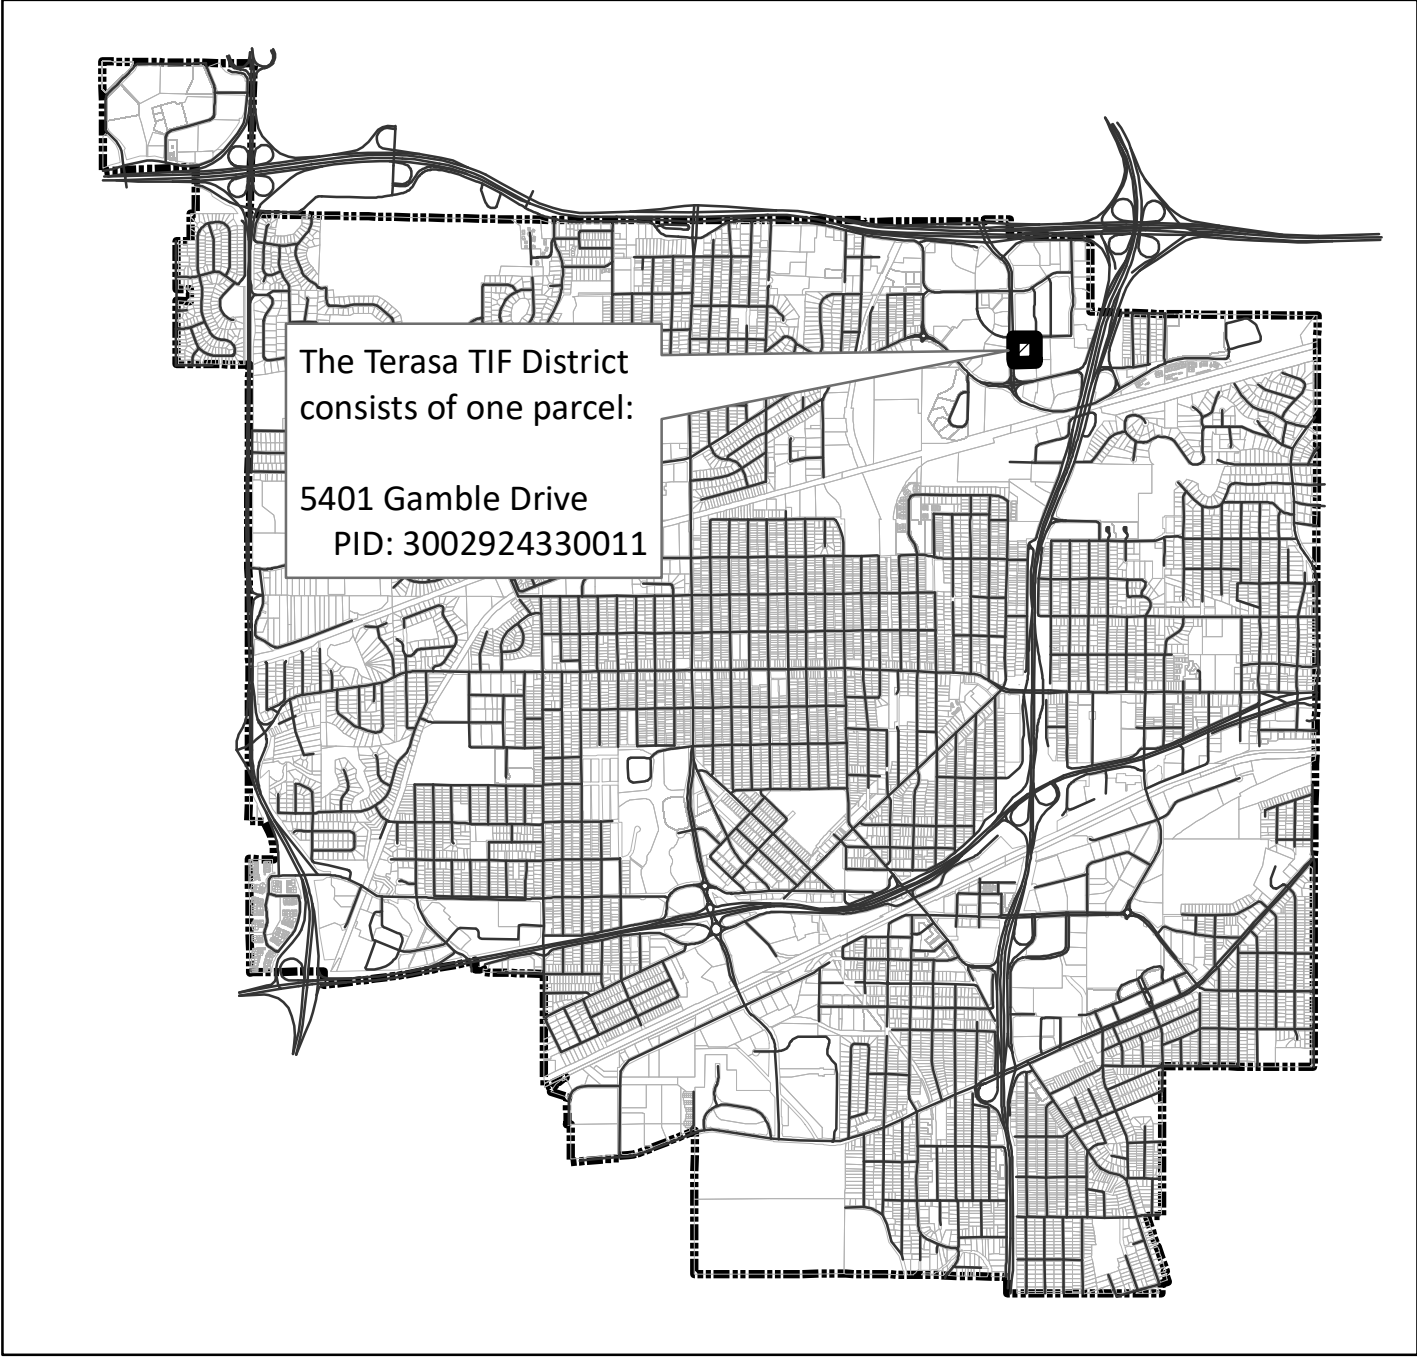 The Terasa TIF District
consists of one parcel:
5401 Gamble Drive
PID: 3002924330011